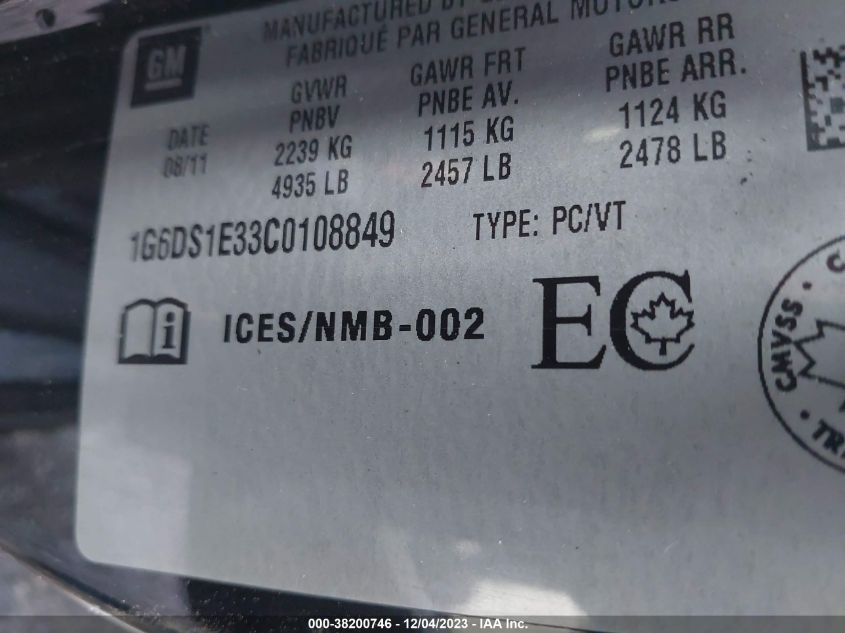 GM
MANUFACTURED BY
FABRIQUÉ PAR GENERAL MOTORS
GVWR GAWR FRT GAWR RR
PNBV PNBE AV. PNBE ARR.
DATE 2239 KG 1115 KG 1124 KG
08/11 4935 LB 2457 LB 2478 LB
1G6DS1E33C0108849 TYPE: PC/VT
i ICES/NMB-002 EC
CMVSS
000-38200746 - 12/04/2023 - IAA Inc.